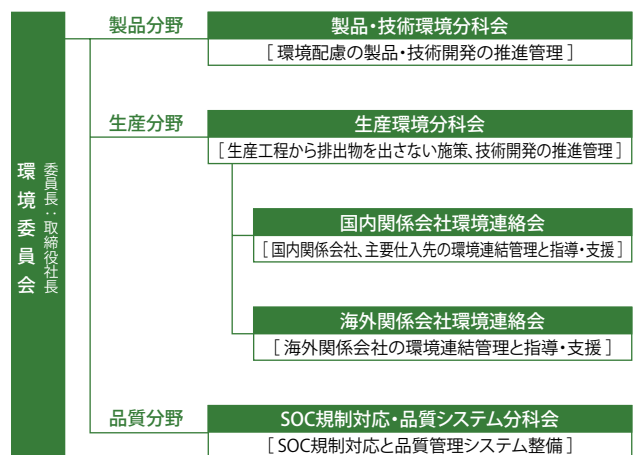 環境委員会
委員長：取締役社長
製品分野
製品・技術環境分科会
［ 環境配慮の製品・技術開発の推進管理 ］
生産分野
生産環境分科会
［ 生産工程から排出物を出さない施策、技術開発の推進管理 ］
国内関係会社環境連絡会
［ 国内関係会社、主要仕入先の環境連結管理と指導・支援 ］
海外関係会社環境連絡会
［ 海外関係会社の環境連結管理と指導・支援 ］
品質分野
SOC規制対応・品質システム分科会
［ SOC規制対応と品質管理システム整備 ］